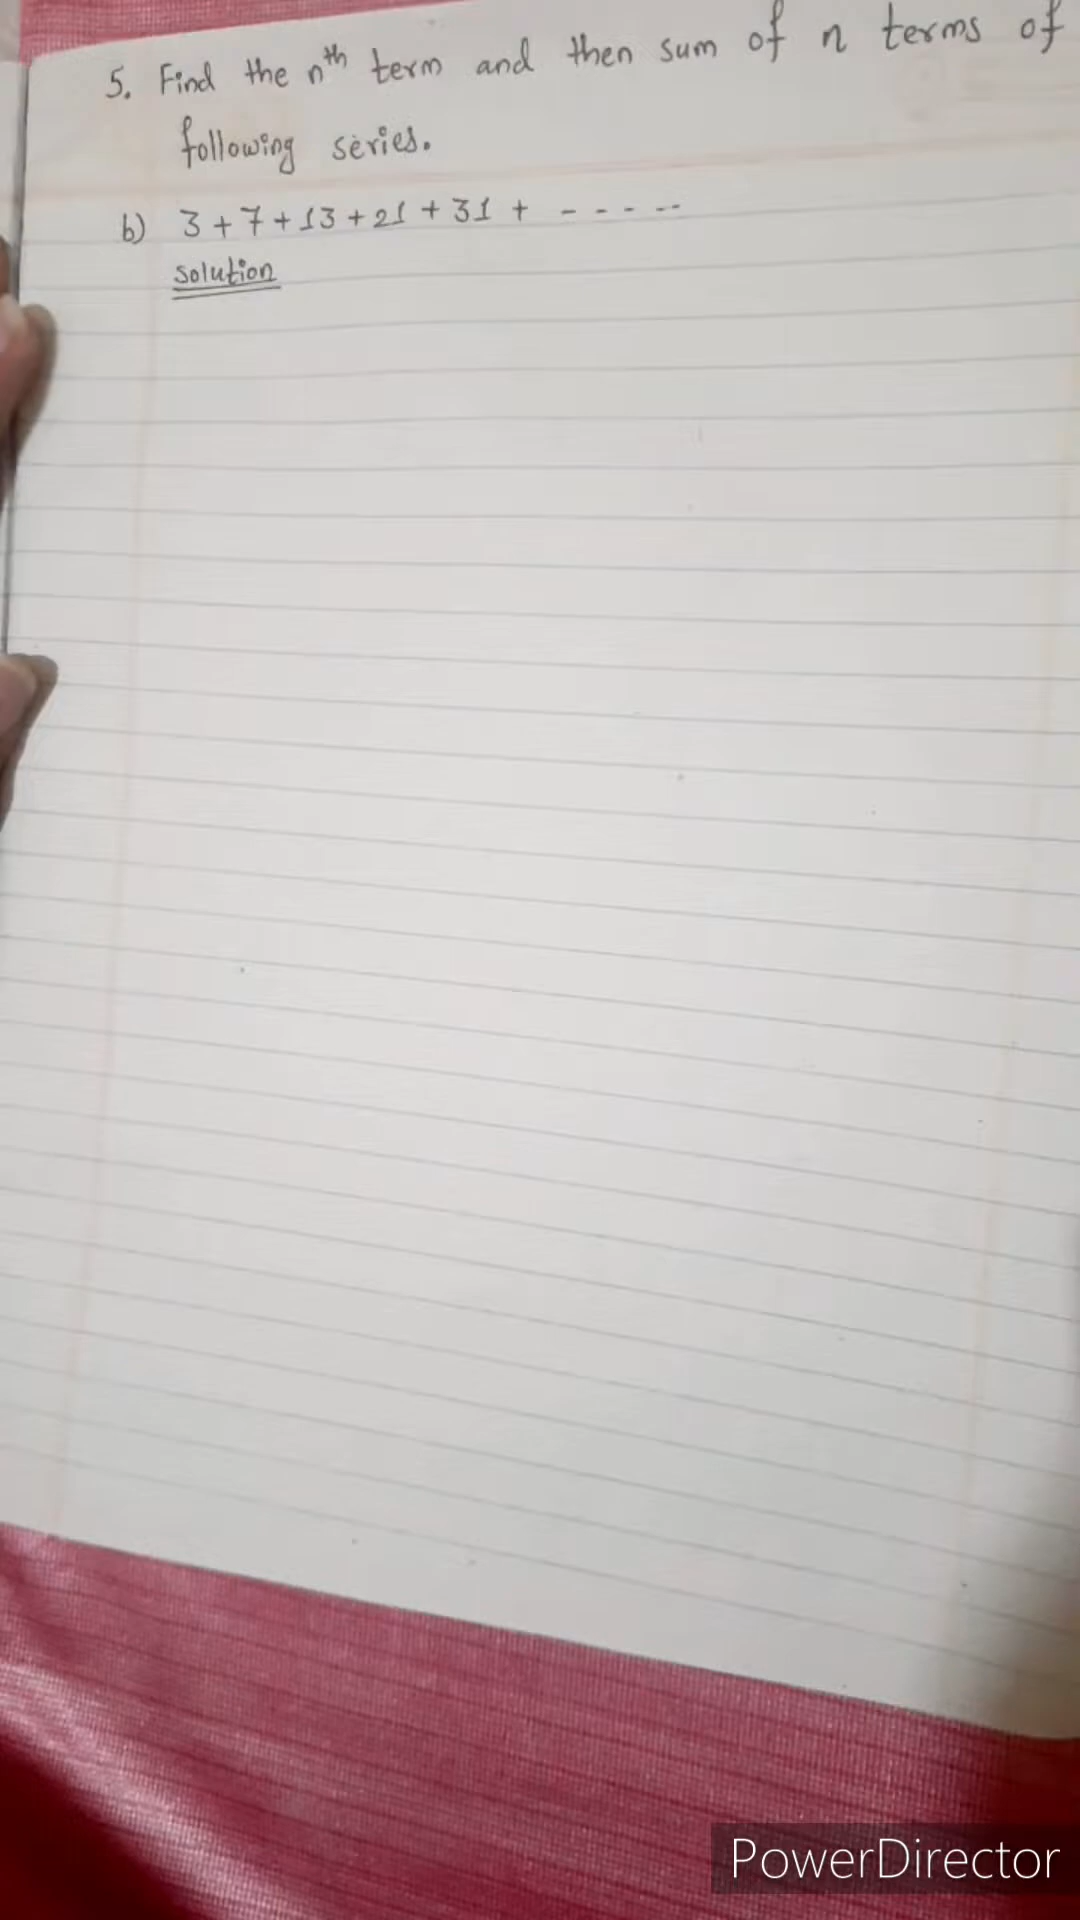 5. Find the nth term and then sum of n terms of
following series.
b) 3 + 7 + 13 + 21 + 31 + - - - - --
Solution
PowerDirector